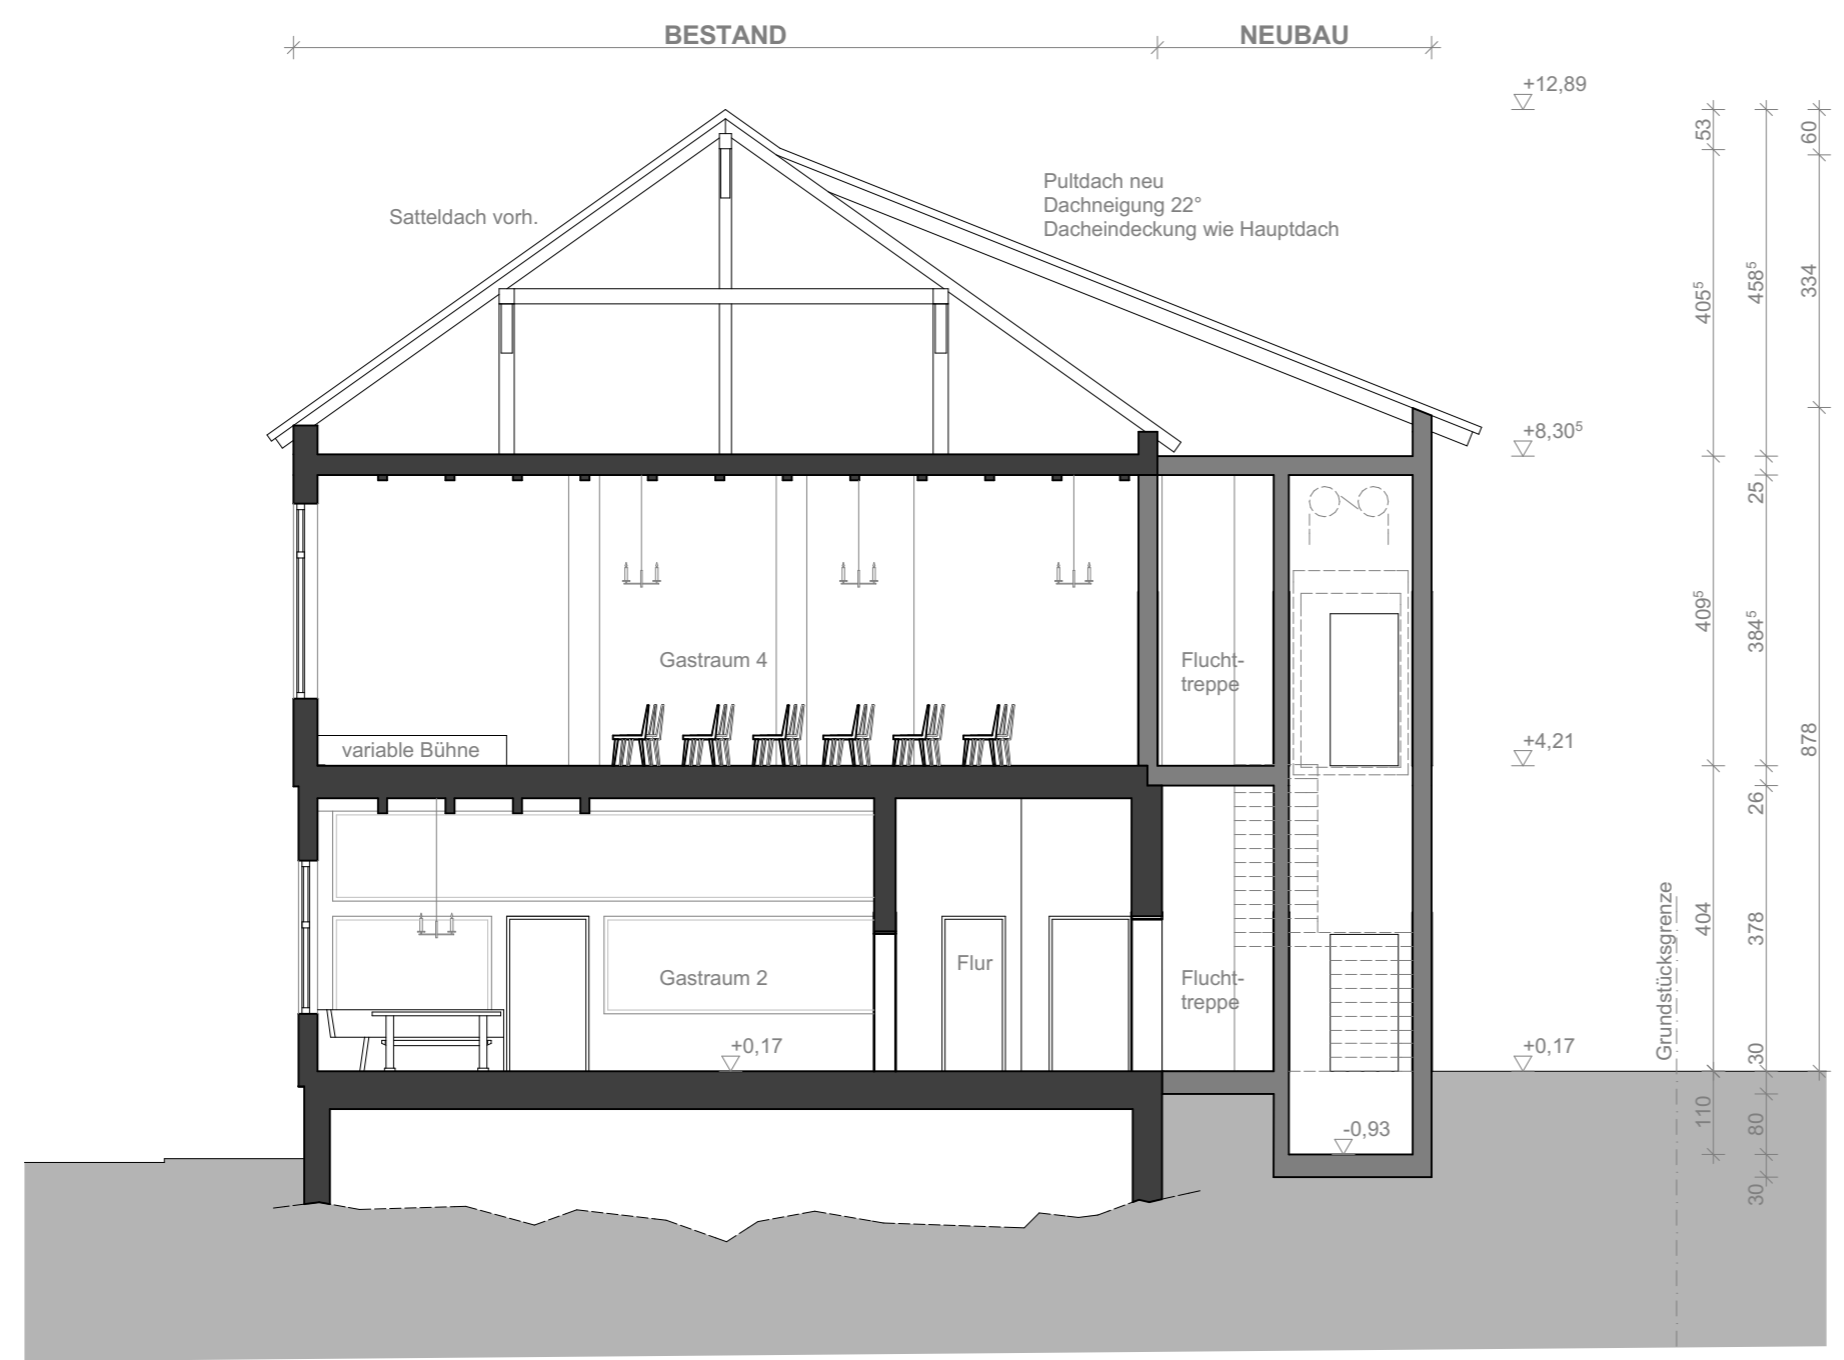 BESTAND
NEUBAU
+12,89
Satteldach vorh.
Pultdach neu
Dachneigung 22°
Dacheindeckung wie Hauptdach
+8,30⁵
Gastraum 4
Flucht-
treppe
variable Bühne
+4,21
Gastraum 2
Flur
Flucht-
treppe
+0,17
+0,17
-0,93
Grundstücksgrenze
53
405⁵
409⁵
404
110
458⁵
25
384⁵
26
378
30
80
30
60
334
878